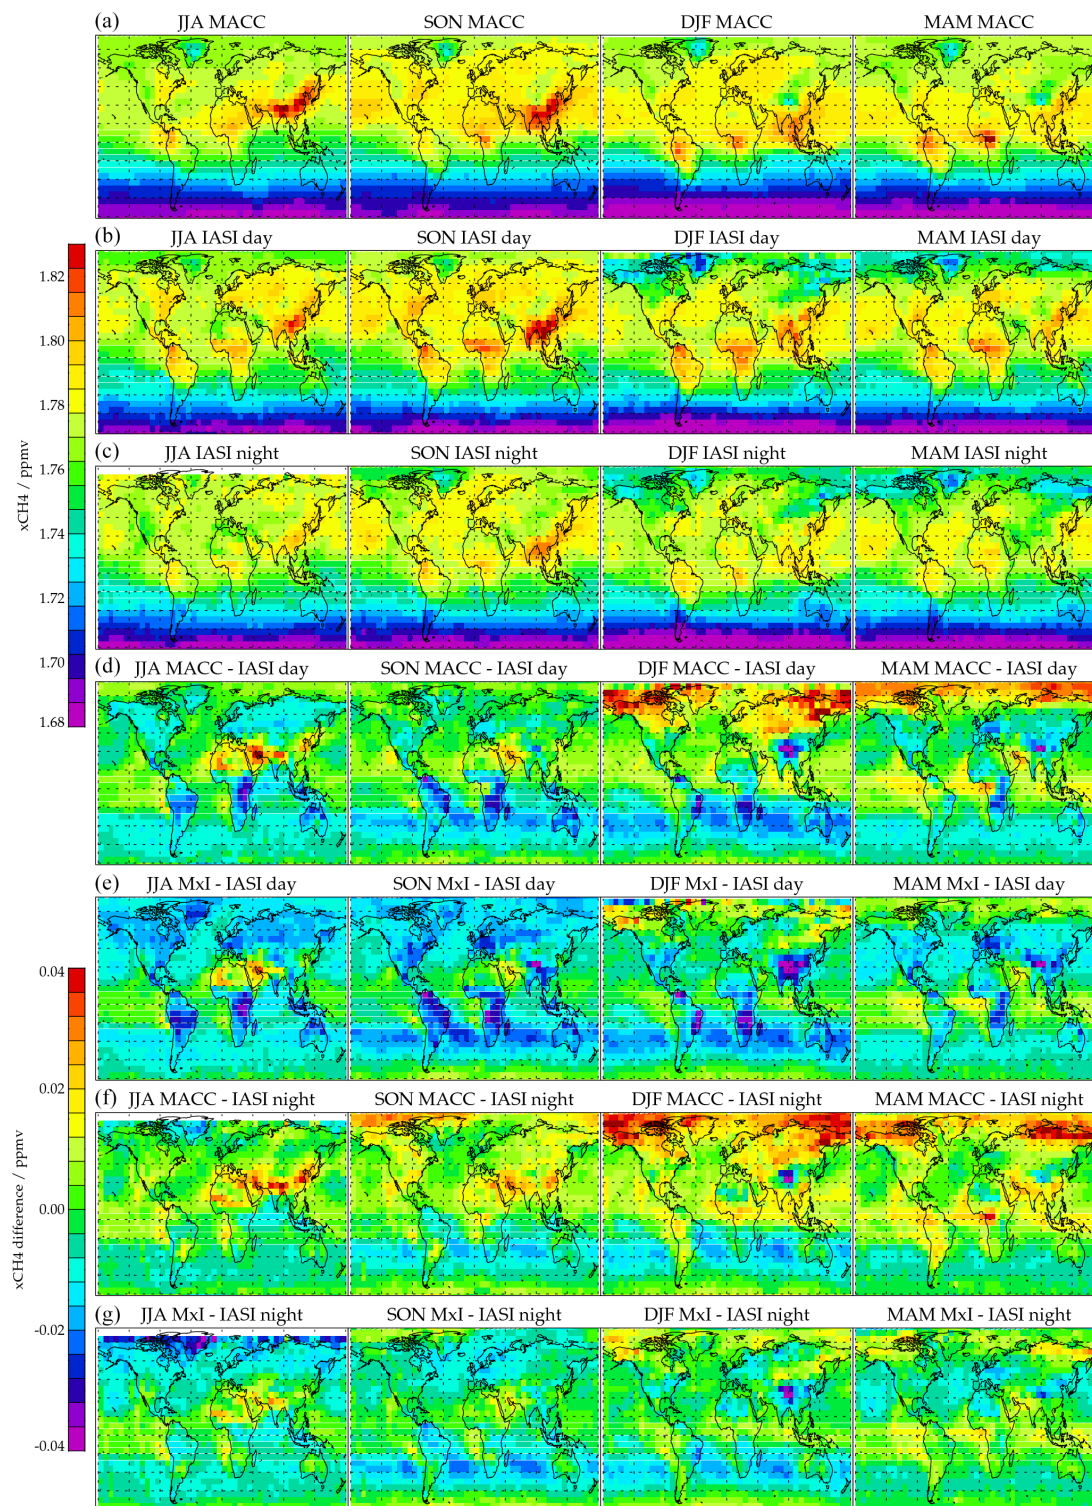 (a) JJA MACC SON MACC DJF MACC MAM MACC
(b) JJA IASI day SON IASI day DJF IASI day MAM IASI day
(c) JJA IASI night SON IASI night DJF IASI night MAM IASI night
(d) JJA MACC - IASI day SON MACC - IASI day DJF MACC - IASI day MAM MACC - IASI day
(e) JJA MxI - IASI day SON MxI - IASI day DJF MxI - IASI day MAM MxI - IASI day
(f) JJA MACC - IASI night SON MACC - IASI night DJF MACC - IASI night MAM MACC - IASI night
(g) JJA MxI - IASI night SON MxI - IASI night DJF MxI - IASI night MAM MxI - IASI night
xCH4 / ppmv
1.82
1.80
1.78
1.76
1.74
1.72
1.70
1.68
xCH4 difference / ppmv
0.04
0.02
0.00
-0.02
-0.04